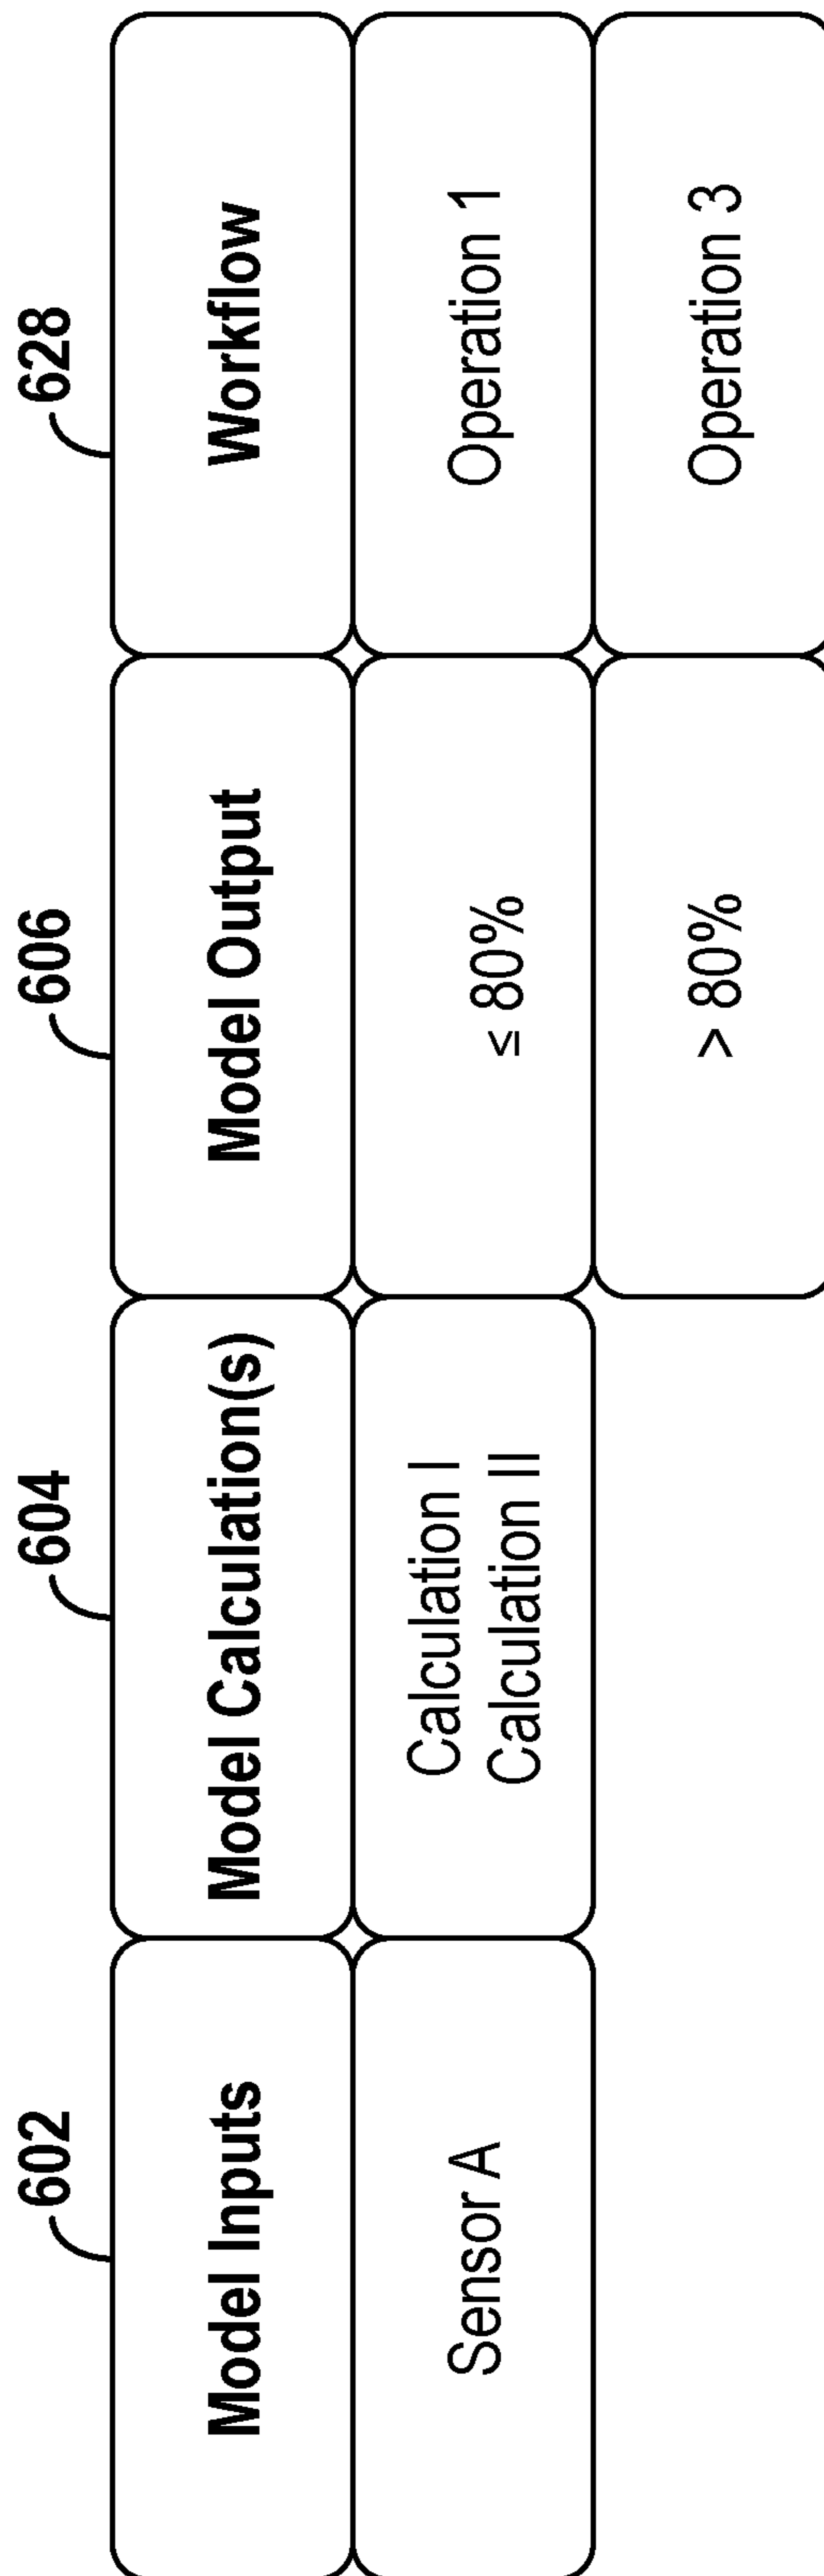 602
604
606
628
Model Inputs
Model Calculation(s)
Model Output
Workflow
Sensor A
Calculation I
Calculation II
≤ 80%
Operation 1
> 80%
Operation 3